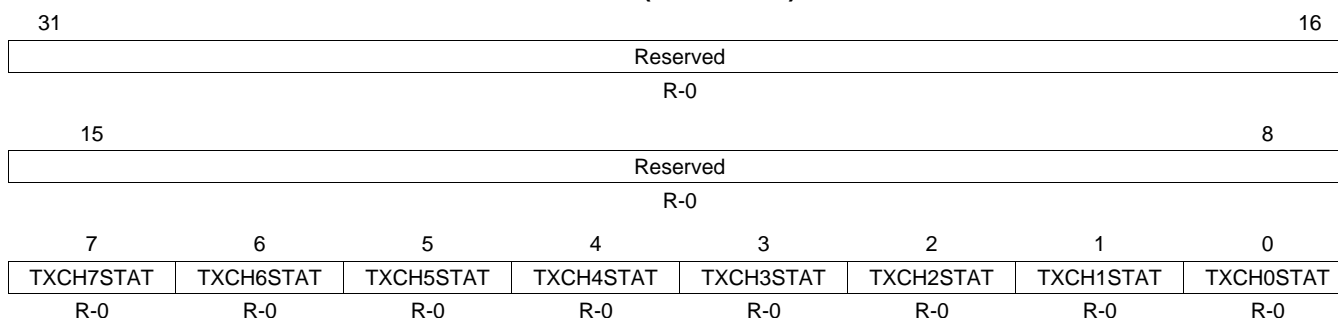 31 16
Reserved
R-0
15 8
Reserved
R-0
7 6 5 4 3 2 1 0
TXCH7STAT TXCH6STAT TXCH5STAT TXCH4STAT TXCH3STAT TXCH2STAT TXCH1STAT TXCH0STAT
R-0 R-0 R-0 R-0 R-0 R-0 R-0 R-0